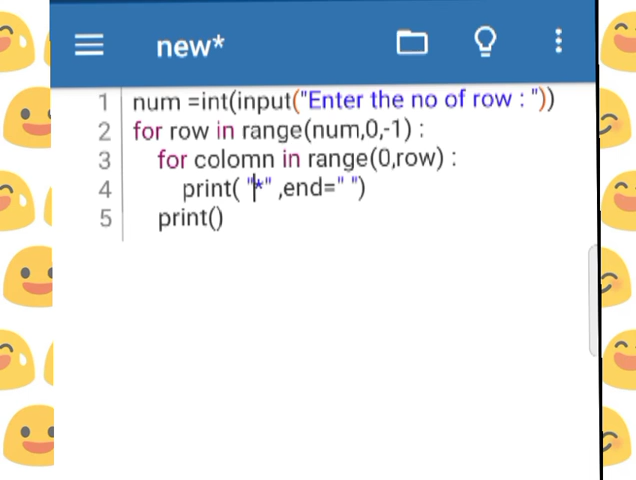 new*
1 num =int(input("Enter the no of row : "))
2 for row in range(num,0,-1) :
3 for colomn in range(0,row) :
4 print( "*" ,end=" ")
5 print()